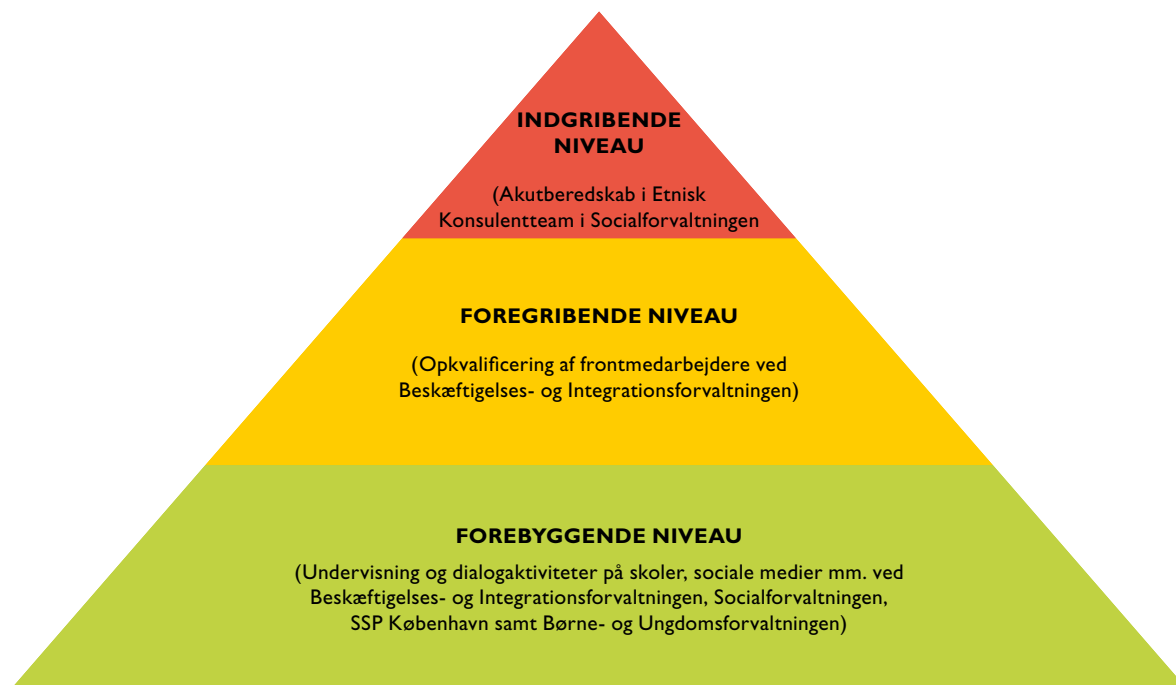 INDGRIBENDE
NIVEAU
(Akutberedskab i Etnisk
Konsulentteam i Socialforvaltningen
FOREGRIBENDE NIVEAU
(Opkvalificering af frontmedarbejdere ved
Beskæftigelses- og Integrationsforvaltningen)
FOREBYGGENDE NIVEAU
(Undervisning og dialogaktiviteter på skoler, sociale medier mm. ved
Beskæftigelses- og Integrationsforvaltningen, Socialforvaltningen,
SSP København samt Børne- og Ungdomsforvaltningen)